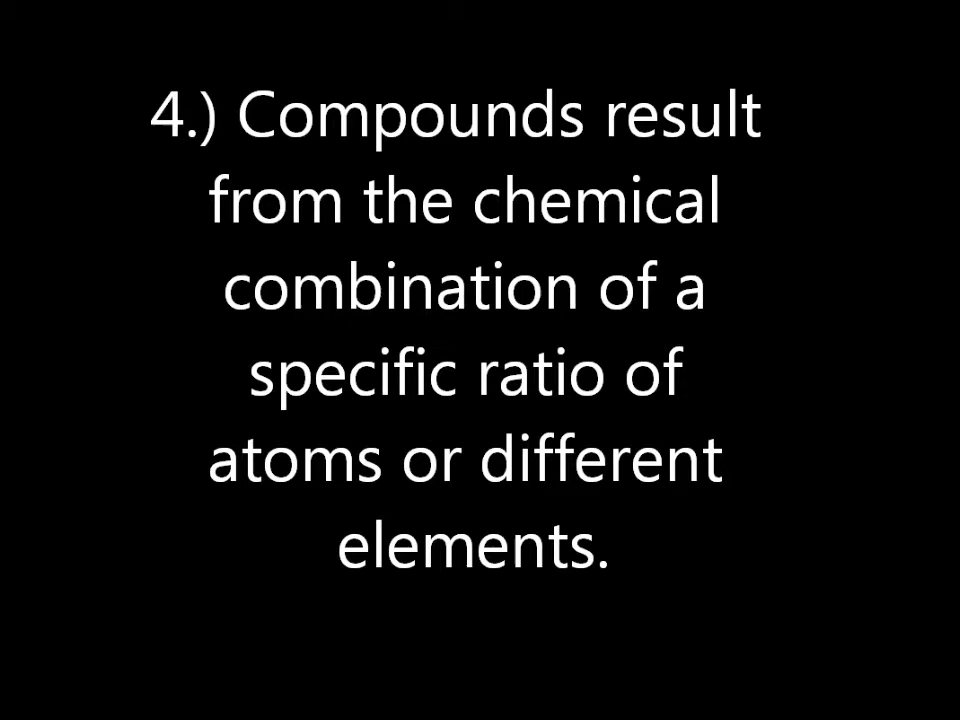 4.) Compounds result
from the chemical
combination of a
specific ratio of
atoms or different
elements.